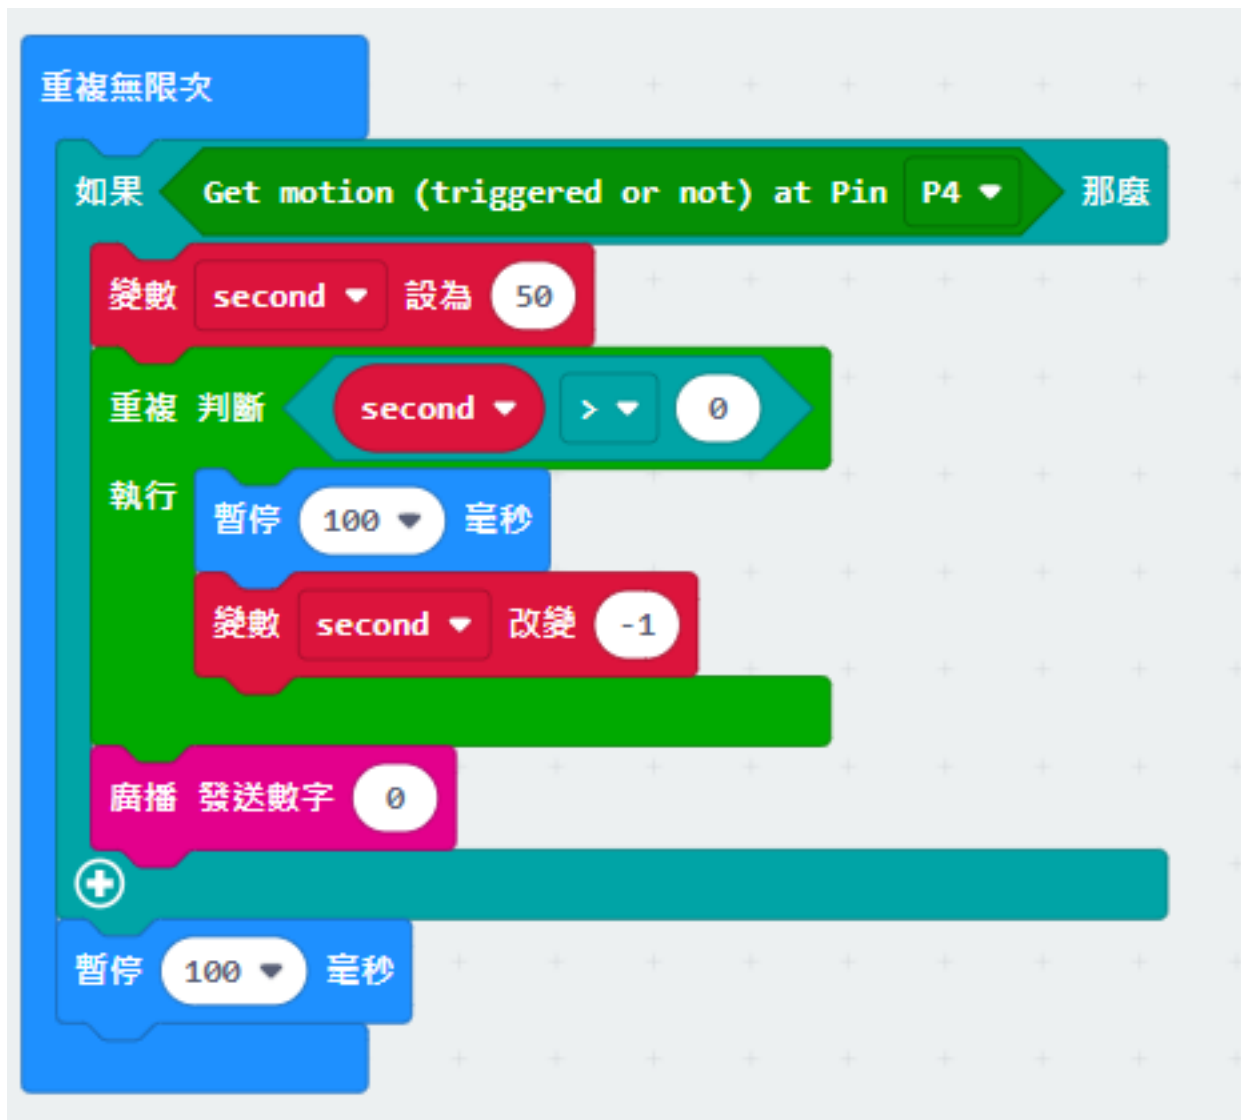 重複無限次
如果 Get motion (triggered or not) at Pin P4 那麼
變數 second 設為 50
重複 判斷 second > 0
執行
暫停 100 毫秒
變數 second 改變 -1
廣播 發送數字 0
暫停 100 毫秒